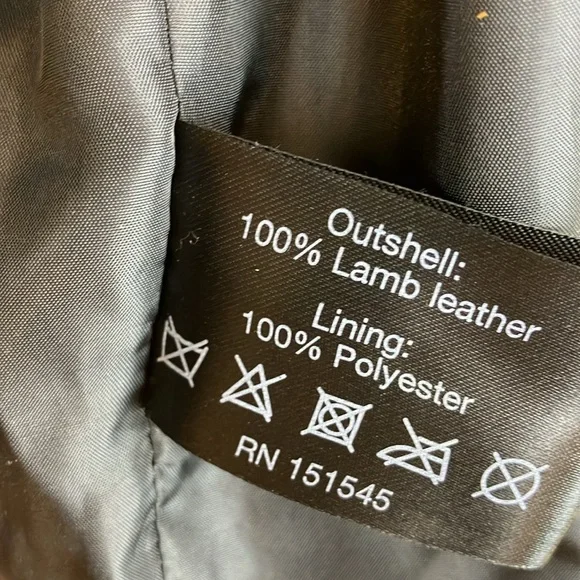 Outshell:
100% Lamb leather
Lining:
100% Polyester
RN 151545